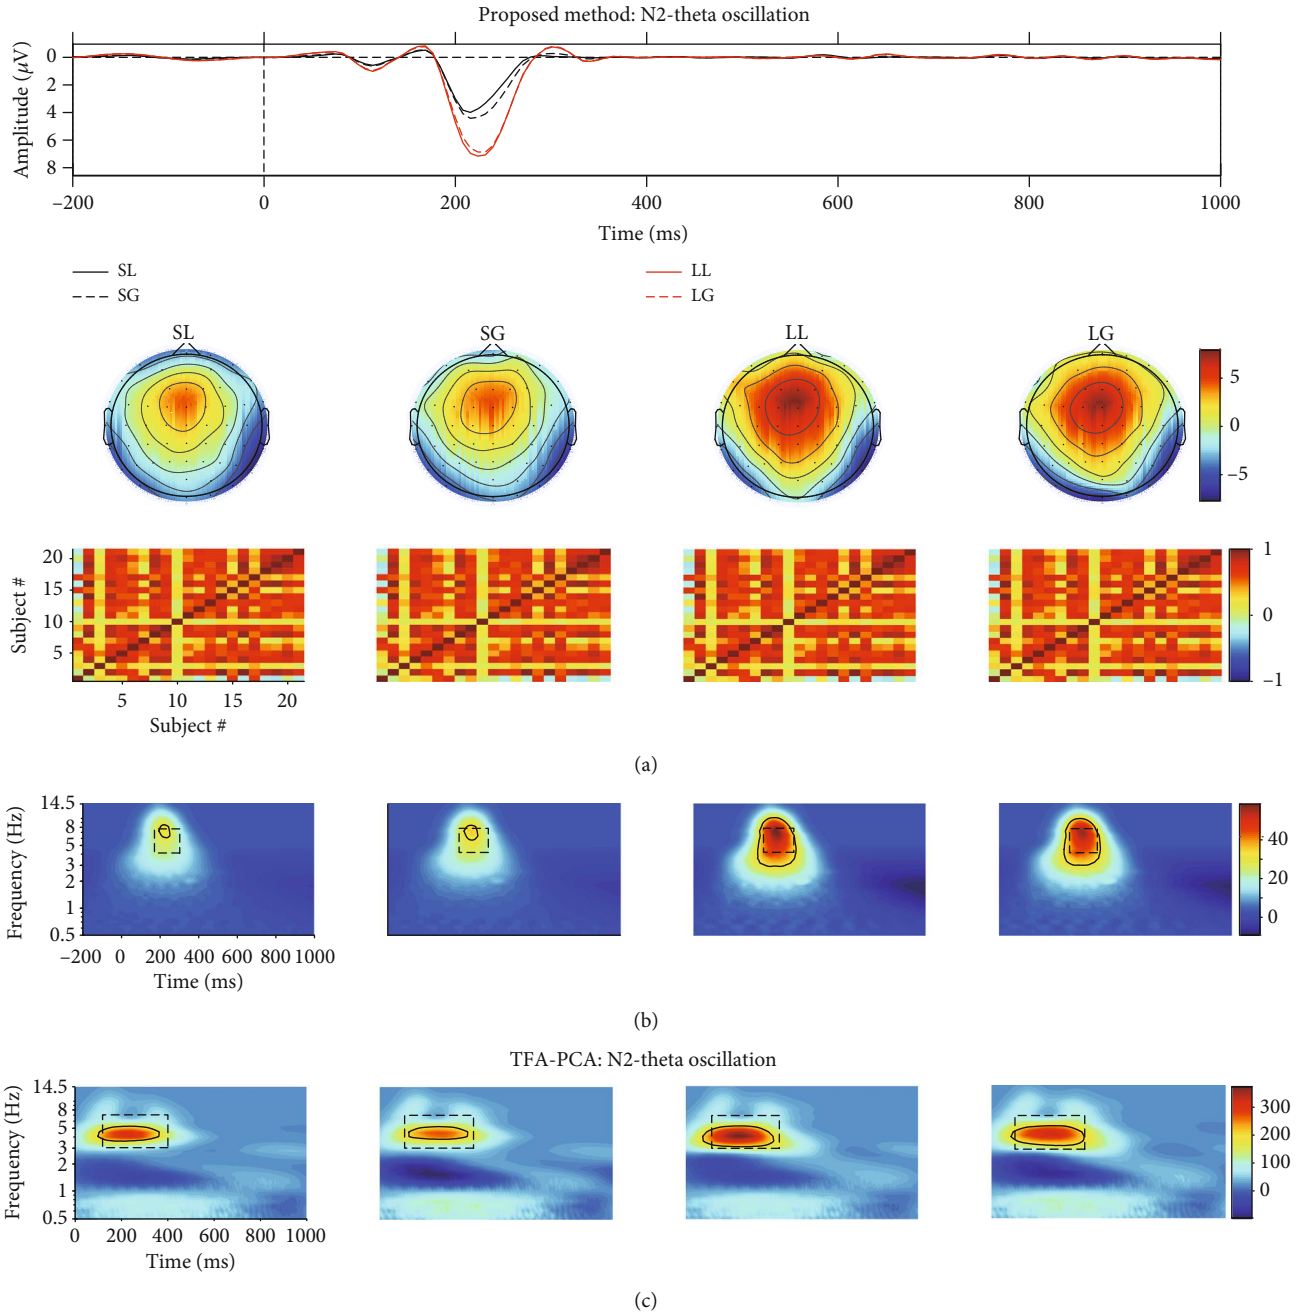 Proposed method: N2-theta oscillation
Amplitude (μV)
0
2
4
6
8
−200
0
200
400
600
800
1000
Time (ms)
SL
SG
LL
LG
SL
SG
LL
LG
5
0
−5
Subject #
20
15
10
5
5
10
15
20
Subject #
1
0
−1
(a)
Frequency (Hz)
14.5
8
5
3
2
1
0.5
−200
0
200
400
600
800
1000
Time (ms)
40
20
0
(b)
TFA-PCA: N2-theta oscillation
Frequency (Hz)
14.5
8
5
3
2
1
0.5
0
200
400
600
800
1000
Time (ms)
300
200
100
0
(c)